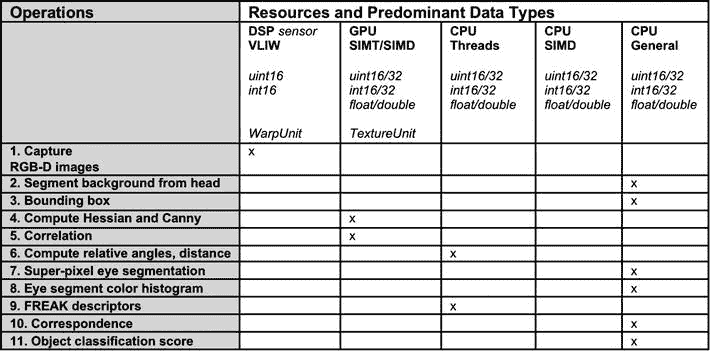 Operations
Resources and Predominant Data Types
DSP sensor
VLIW
uint16
int16
WarpUnit
GPU
SIMT/SIMD
uint16/32
int16/32
float/double
TextureUnit
CPU
Threads
uint16/32
int16/32
float/double
CPU
SIMD
uint16/32
int16/32
float/double
CPU
General
uint16/32
int16/32
float/double
1. Capture x
RGB-D images
2. Segment background from head x
3. Bounding box x
4. Compute Hessian and Canny x
5. Correlation x
6. Compute relative angles, distance x
7. Super-pixel eye segmentation x
8. Eye segment color histogram x
9. FREAK descriptors x
10. Correspondence x
11. Object classification score x